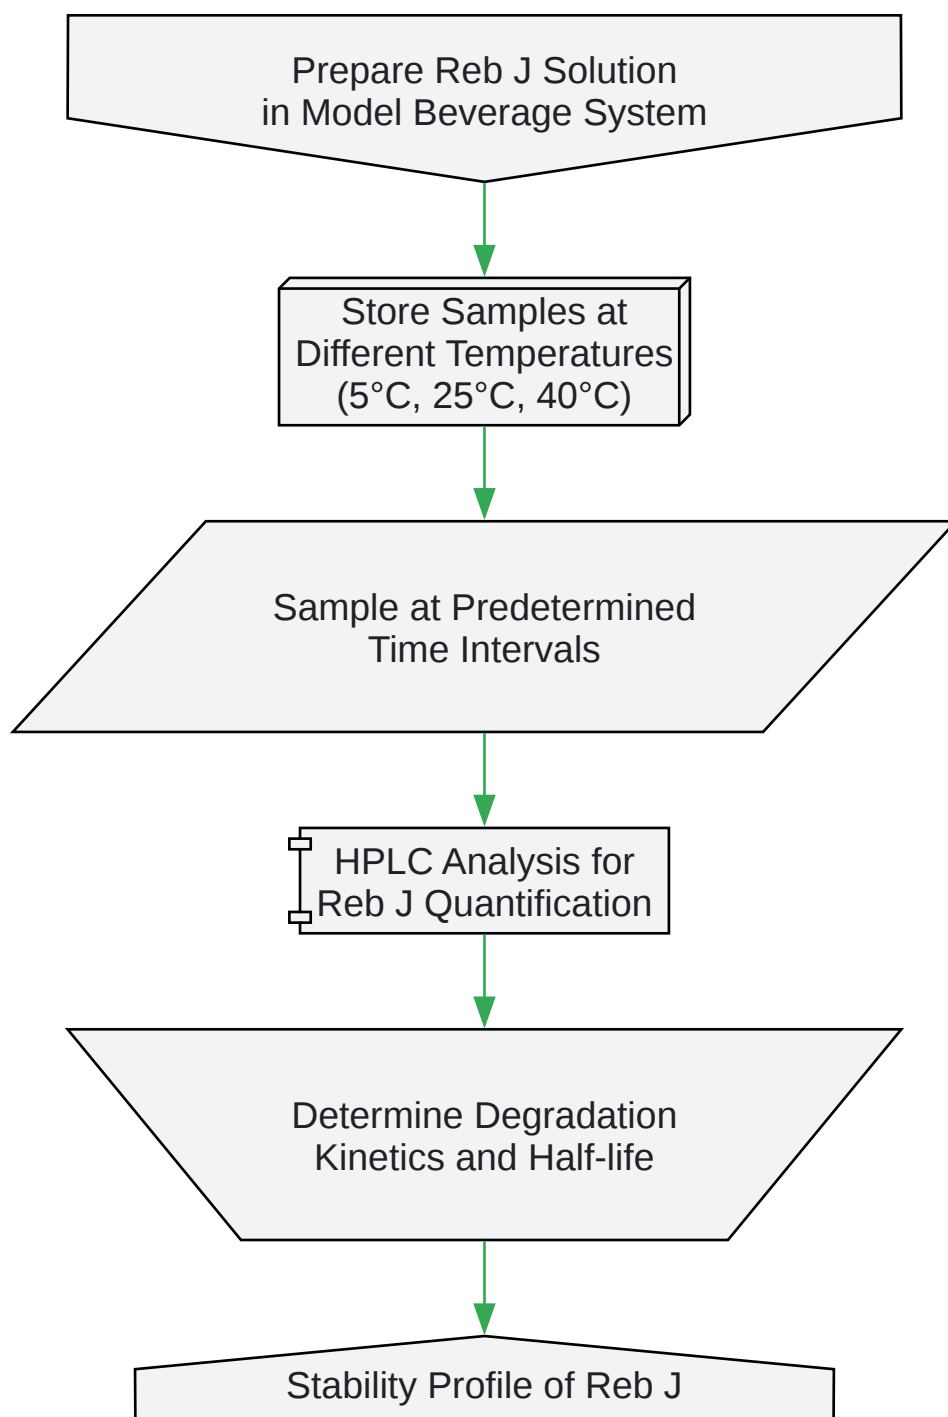 Prepare Reb J Solution
in Model Beverage System
Store Samples at
Different Temperatures
(5°C, 25°C, 40°C)
Sample at Predetermined
Time Intervals
HPLC Analysis for
Reb J Quantification
Determine Degradation
Kinetics and Half-life
Stability Profile of Reb J